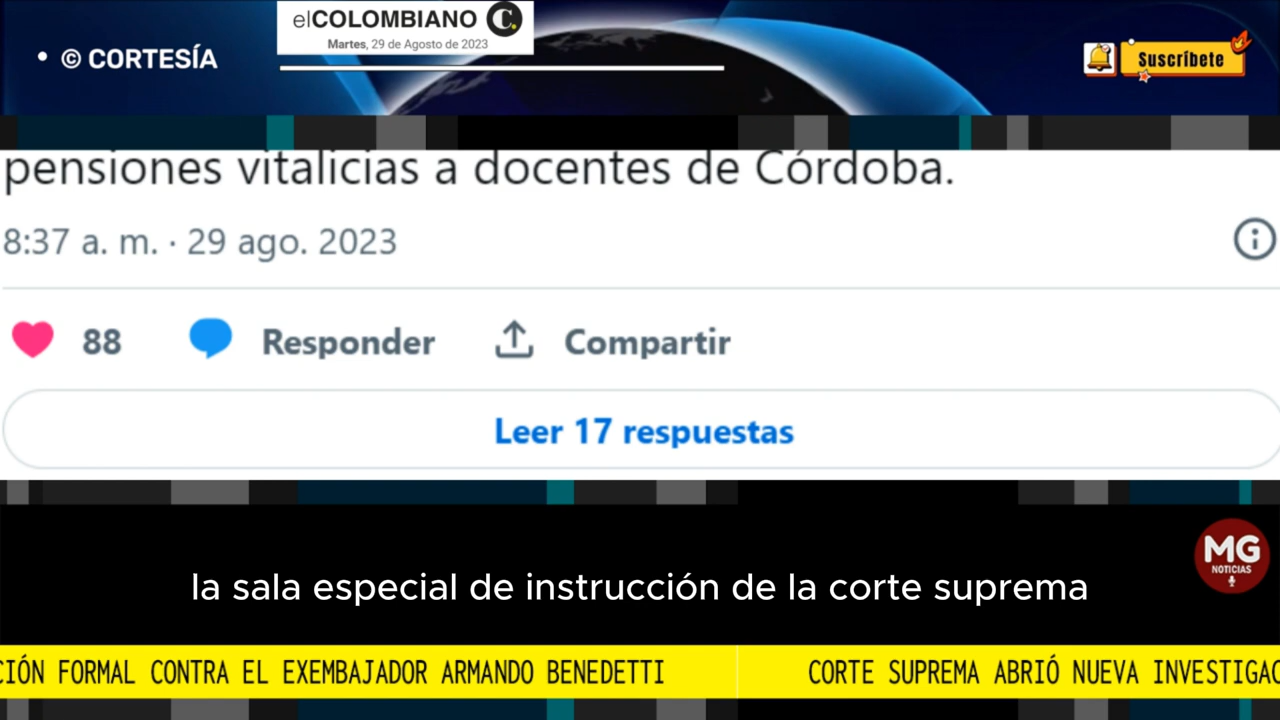 elCOLOMBIANO C.
Martes, 29 de Agosto de 2023
• © CORTESÍA
Suscríbete
pensiones vitalicias a docentes de Córdoba.
8:37 a. m. · 29 ago. 2023
88 Responder Compartir
Leer 17 respuestas
MG
NOTICIAS
la sala especial de instrucción de la corte suprema
CIÓN FORMAL CONTRA EL EXEMBAJADOR ARMANDO BENEDETTI CORTE SUPREMA ABRIÓ NUEVA INVESTIGAC